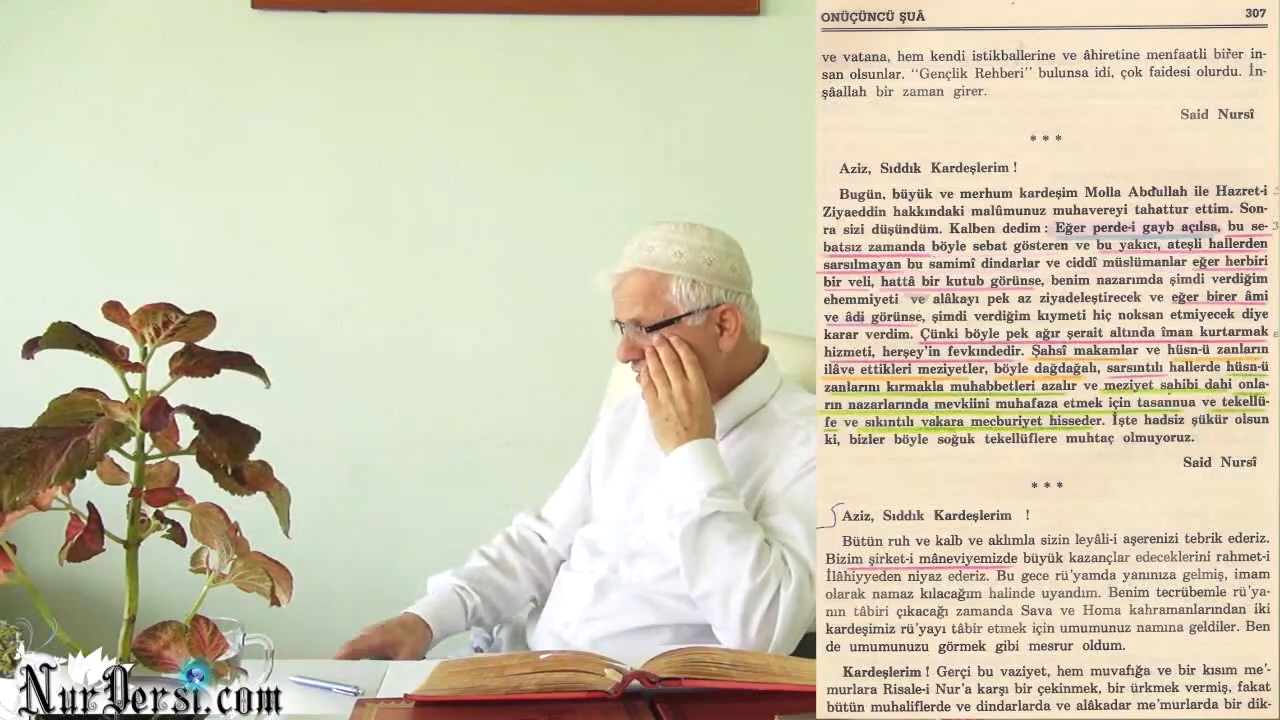 ONÜÇÜNCÜ ŞUÂ 307
ve vatana, hem kendi istikballerine ve âhiretine menfaatli birer in-
san olsunlar. “Gençlik Rehberi” bulunsa idi, çok faidesi olurdu. İn-
şâallah bir zaman girer.
Said Nursî
* * *
Aziz, Sıddık Kardeşlerim !
Bugün, büyük ve merhum kardeşim Molla Abdullah ile Hazret-i
Ziyaeddin hakkındaki malûmunuz muhavereyi tahattur ettim. Son-
ra sizi düşündüm. Kalben dedim : Eğer perde-i gayb açılsa, bu se-
batsız zamanda böyle sebat gösteren ve bu yakıcı, ateşli hallerden
sarsılmayan bu samimî dindarlar ve ciddî müslümanlar eğer herbiri
bir veli, hattâ bir kutub görünse, benim nazarımda şimdi verdiğim
ehemmiyeti ve alâkayı pek az ziyadeleştirecek ve eğer birer âmi
ve âdi görünse, şimdi verdiğim kıymeti hiç noksan etmiyecek diye
karar verdim. Çünki böyle pek ağır şerait altında îman kurtarmak
hizmeti, herşey'in fevkındedir. Şahsî makamlar ve hüsn-ü zanların
ilâve ettikleri meziyetler, böyle dağdağalı, sarsıntılı hallerde hüsn-ü
zanlarını kırmakla muhabbetleri azalır ve meziyet sahibi dahi onla-
rın nazarlarında mevkiini muhafaza etmek için tasannua ve tekellü-
fe ve sıkıntılı vakara mecburiyet hisseder. İşte hadsiz şükür olsun
ki, bizler böyle soğuk tekellüflere muhtaç olmuyoruz.
Said Nursî
* * *
Aziz, Sıddık Kardeşlerim !
Bütün ruh ve kalb ve aklımla sizin leyâli-i aşerenizi tebrik ederiz.
Bizim şirket-i mâneviyemizde büyük kazançlar edeceklerini rahmet-i
İlâhiyyeden niyaz ederiz. Bu gece rü'yamda yanınıza gelmiş, imam
olarak namaz kılacağım halinde uyandım. Benim tecrübemle rü'ya-
nın tâbiri çıkacağı zamanda Sava ve Homa kahramanlarından iki
kardeşimiz rü'yayı tâbir etmek için umumunuz namına geldiler. Ben
de umumunuzu görmek gibi mesrur oldum.
Kardeşlerim ! Gerçi bu vaziyet, hem muvafığa ve bir kısım me'-
murlara Risale-i Nur'a karşı bir çekinmek, bir ürkmek vermiş, fakat
bütün muhaliflerde ve dindarlarda ve alâkadar me'murlarda bir dik-
NurDersi.com